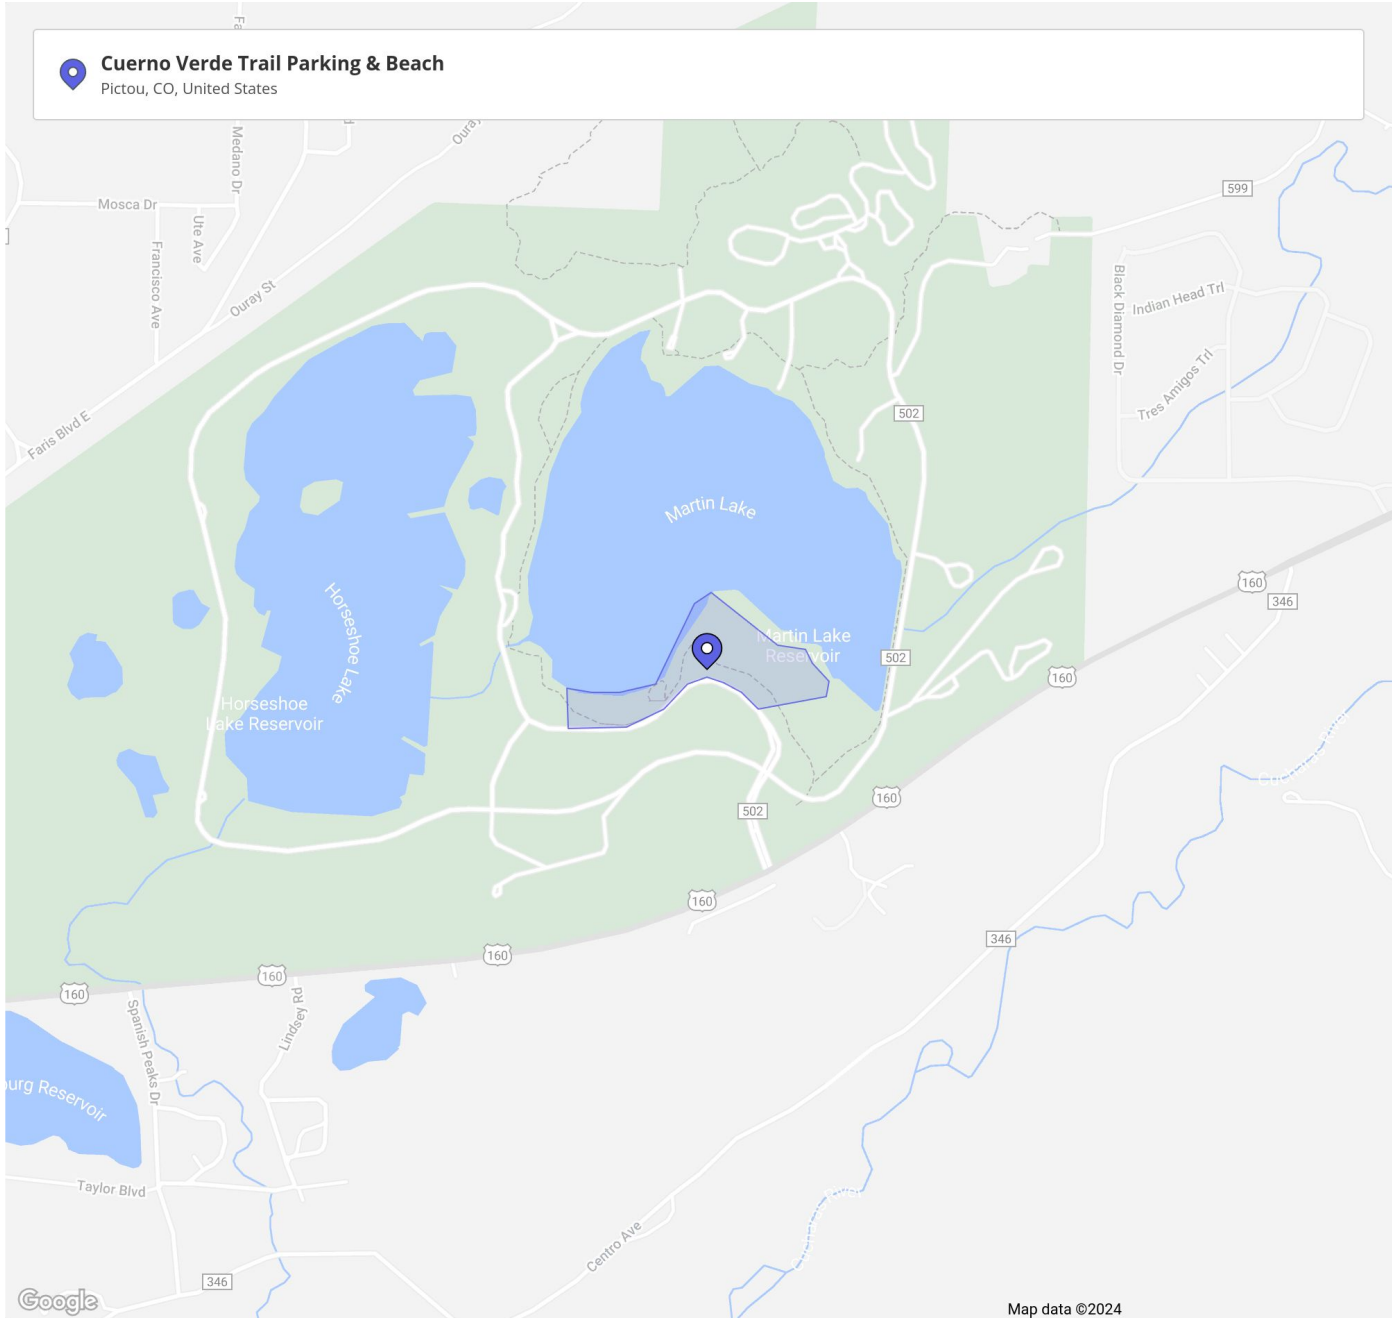 Cuerno Verde Trail Parking & Beach
Pictou, CO, United States
Medano Dr
Mosca Dr
Ute Ave
Francisco Ave
Ouray St
Faris Blvd E
599
Black Diamond Dr
Indian Head Trl
Tres Amigos Trl
502
Martin Lake
Horseshoe Lake
160
346
Martin Lake
Reservoir
502
160
Horseshoe
Lake Reservoir
160
502
160
346
160
160
160
Spanish Peaks Dr
Lindsey Rd
urg Reservoir
Taylor Blvd
Centro Ave
346
Google
Map data ©2024